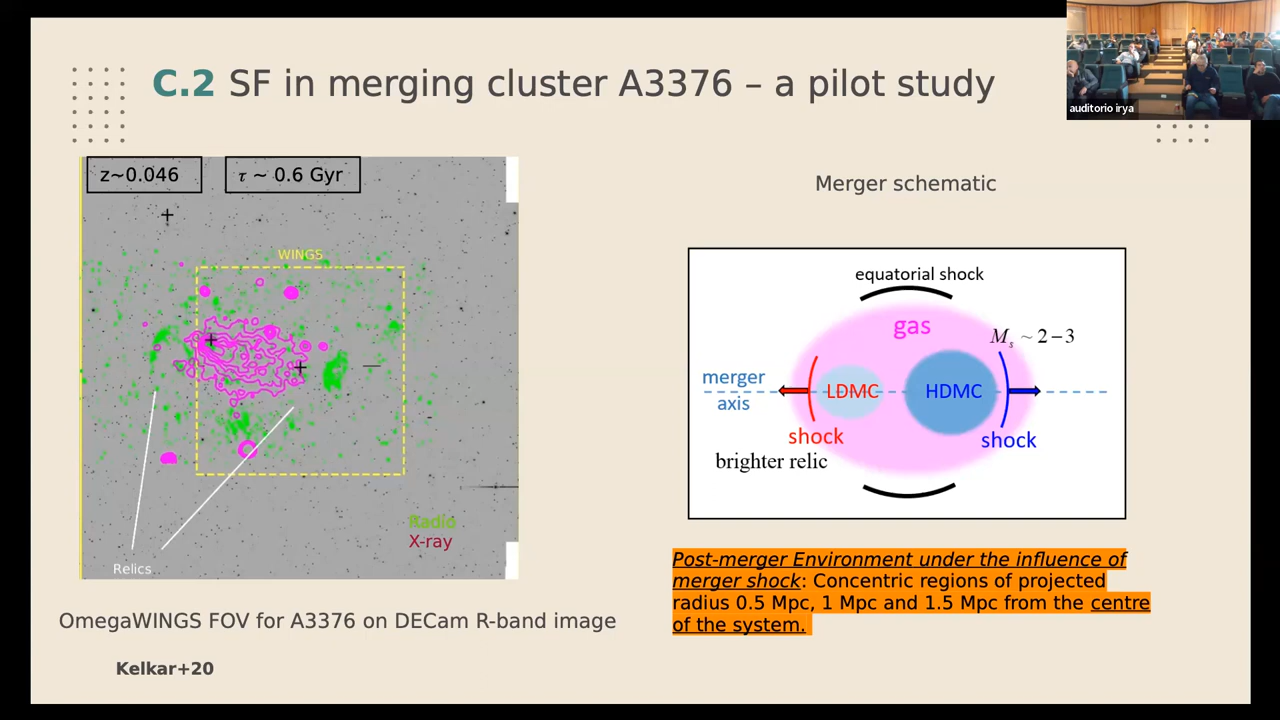 C.2 SF in merging cluster A3376 – a pilot study
auditorio irya
z~0.046
τ ~ 0.6 Gyr
WINGS
Radio
X-ray
Relics
OmegaWINGS FOV for A3376 on DECam R-band image
Kelkar+20
Merger schematic
equatorial shock
gas
Ms ~ 2 – 3
merger
axis
LDMC
HDMC
shock
shock
brighter relic
Post-merger Environment under the influence of
merger shock: Concentric regions of projected
radius 0.5 Mpc, 1 Mpc and 1.5 Mpc from the centre
of the system.